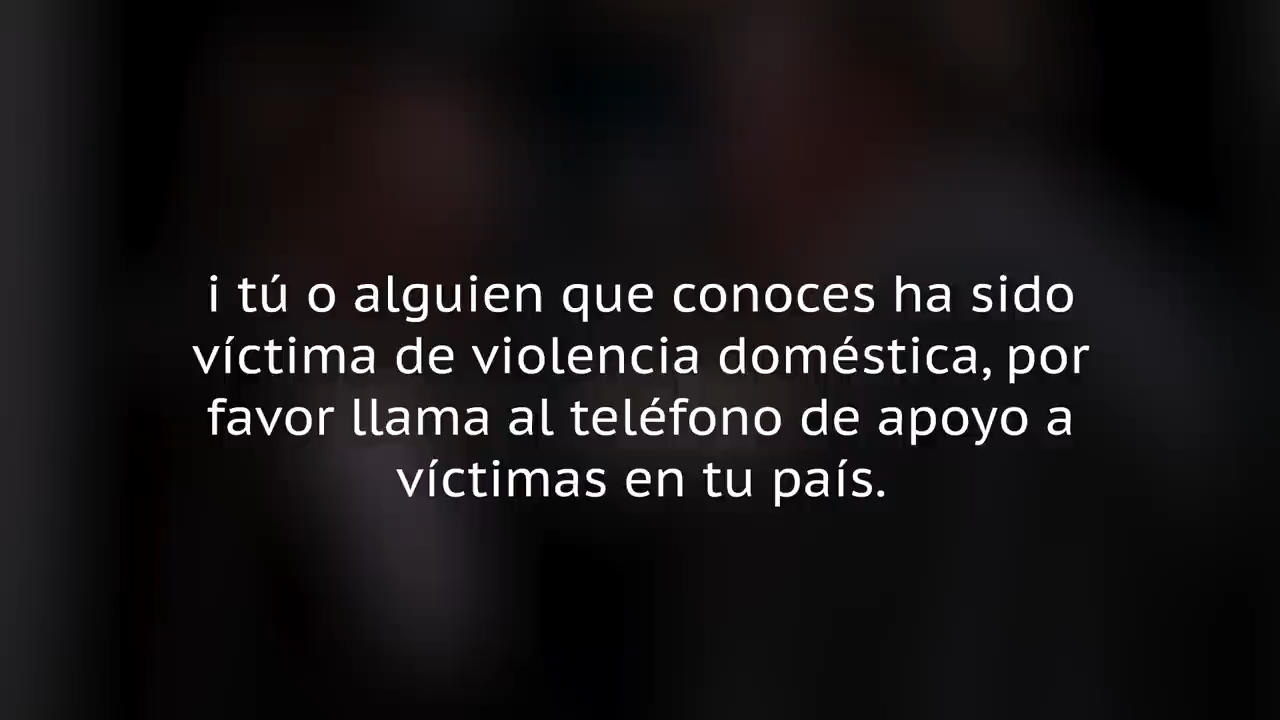 i tú o alguien que conoces ha sido
víctima de violencia doméstica, por
favor llama al teléfono de apoyo a
víctimas en tu país.